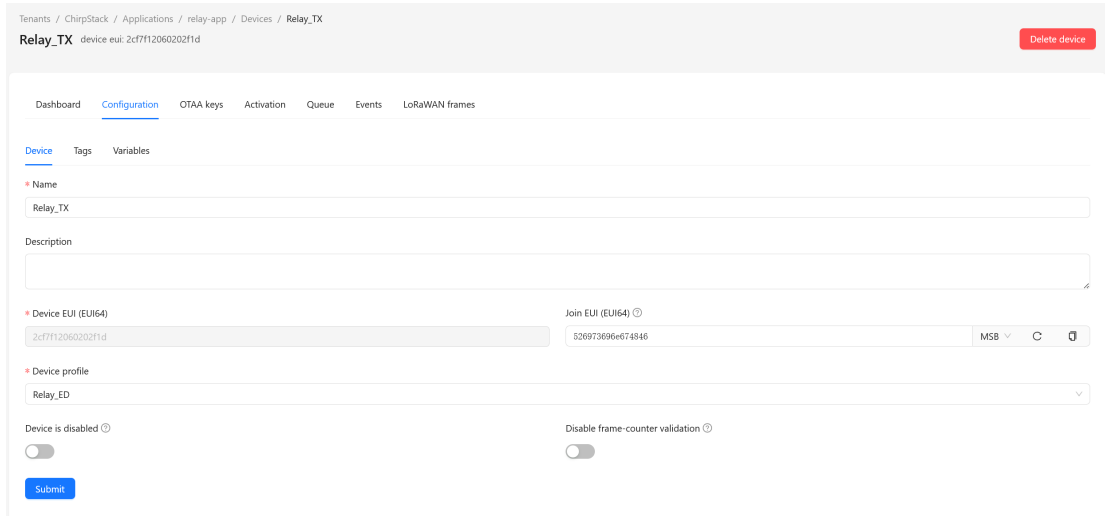 Tenants / ChirpStack / Applications / relay-app / Devices / Relay_TX
Relay_TX device eui: 2cf7f12060202f1d
Delete device
Dashboard Configuration OTAA keys Activation Queue Events LoRaWAN frames
Device Tags Variables
* Name
Relay_TX
Description
* Device EUI (EUI64) Join EUI (EUI64)
2cf7f12060202f1d 526973696e674846 MSB
* Device profile
Relay_ED
Device is disabled Disable frame-counter validation
Submit